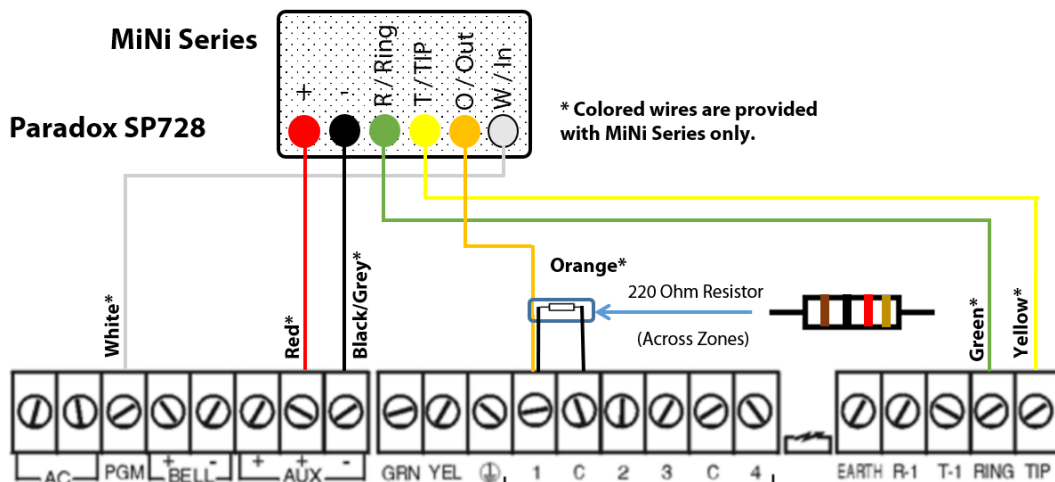 MiNi Series
Paradox SP728
+ - R / Ring T / TIP O / Out W / In
* Colored wires are provided
with MiNi Series only.
White*
Red*
Black/Grey*
Orange*
220 Ohm Resistor
(Across Zones)
Green*
Yellow*
+ - + + -
AC PGM BELL AUX GRN YEL 1 C 2 3 C 4 EARTH R-1 T-1 RING TIP